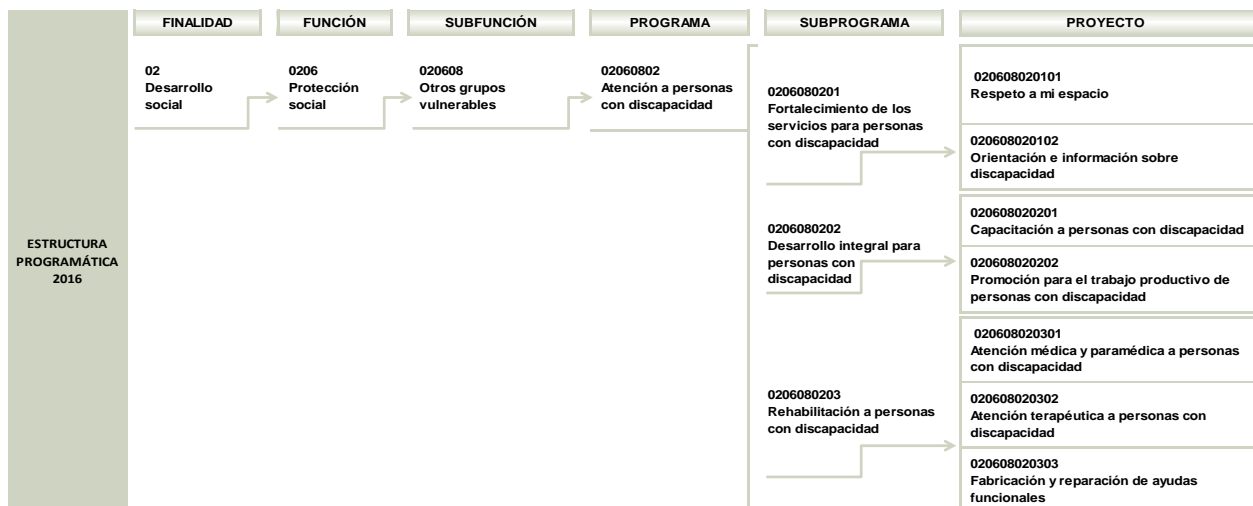 FINALIDAD
FUNCIÓN
SUBFUNCIÓN
PROGRAMA
SUBPROGRAMA
PROYECTO
ESTRUCTURA
PROGRAMÁTICA
2016
02
Desarrollo
social
0206
Protección
social
020608
Otros grupos
vulnerables
02060802
Atención a personas
con discapacidad
0206080201
Fortalecimiento de los
servicios para personas
con discapacidad
020608020101
Respeto a mi espacio
020608020102
Orientación e información sobre
discapacidad
0206080202
Desarrollo integral para
personas con
discapacidad
020608020201
Capacitación a personas con discapacidad
020608020202
Promoción para el trabajo productivo de
personas con discapacidad
0206080203
Rehabilitación a personas
con discapacidad
020608020301
Atención médica y paramédica a personas
con discapacidad
020608020302
Atención terapéutica a personas con
discapacidad
020608020303
Fabricación y reparación de ayudas
funcionales